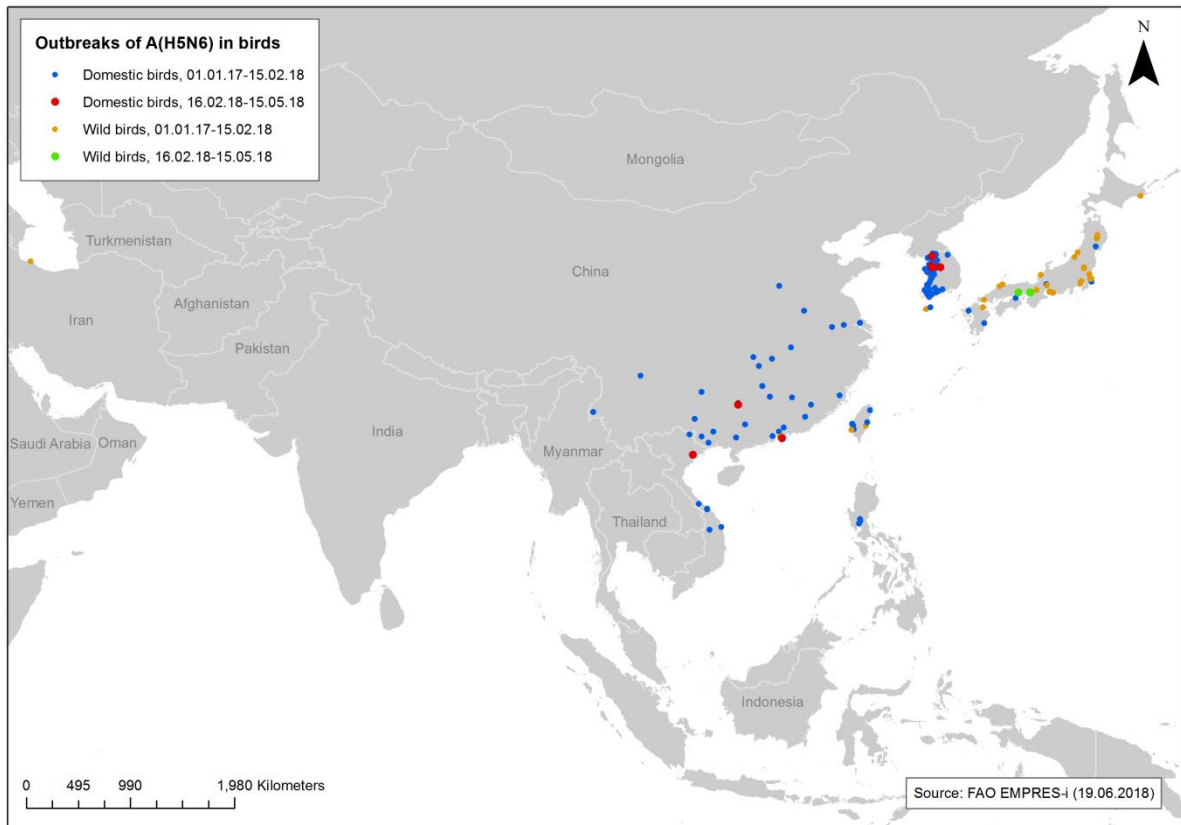 Outbreaks of A(H5N6) in birds
Domestic birds, 01.01.17-15.02.18
Domestic birds, 16.02.18-15.05.18
Wild birds, 01.01.17-15.02.18
Wild birds, 16.02.18-15.05.18
N
Mongolia
Turkmenistan
China
Afghanistan
Iran
Pakistan
India
Saudi Arabia
Oman
Myanmar
Yemen
Thailand
Indonesia
0 495 990 1,980 Kilometers
Source: FAO EMPRES-i (19.06.2018)